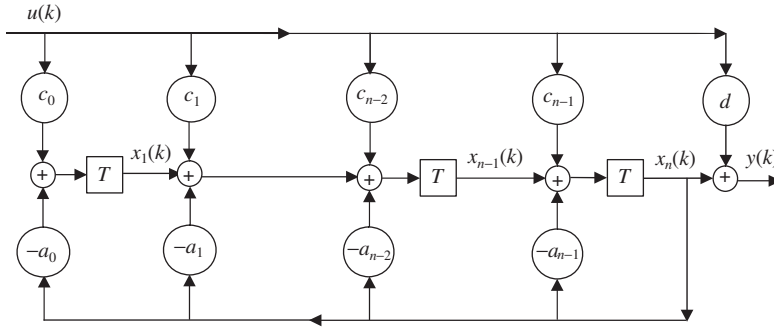 u(k)
c₀ c₁ cₙ₋₂ cₙ₋₁ d
x₁(k) xₙ₋₁(k) xₙ(k) y(k)
+ T + + T + T +
−a₀ −a₁ −aₙ₋₂ −aₙ₋₁